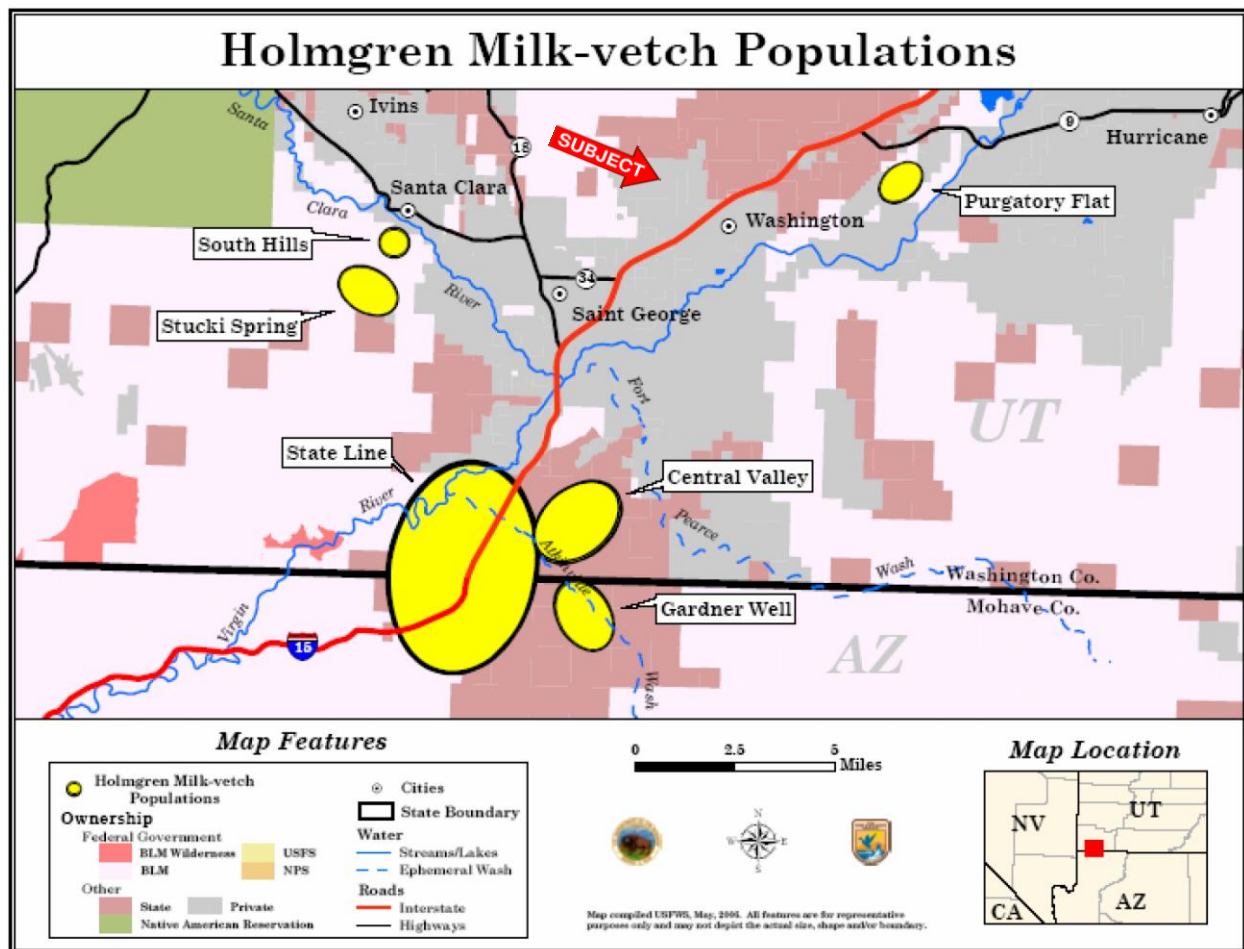 Holmgren Milk-vetch Populations
Santa
Ivins
18
SUBJECT
9
Hurricane
Santa Clara
Clara
South Hills
Washington
Purgatory Flat
River
34
Saint George
Stucki Spring
Fort
UT
State Line
Central Valley
River
Pearce
Wash
Washington Co.
Mohave Co.
Gardner Well
Virgin
15
AZ
Wash
Map Features
Holmgren Milk-vetch
Populations
Ownership
Federal Government
BLM Wilderness
USFS
BLM
NPS
Other
State
Private
Native American Reservation
Cities
State Boundary
Water
Streams/Lakes
Ephemeral Wash
Roads
Interstate
Highways
0 2.5 5
Miles
N
W E
S
Map compiled USFWS, May, 2006. All features are for representative
purposes only and may not depict the actual size, shape and/or boundary.
Map Location
NV
UT
CA
AZ